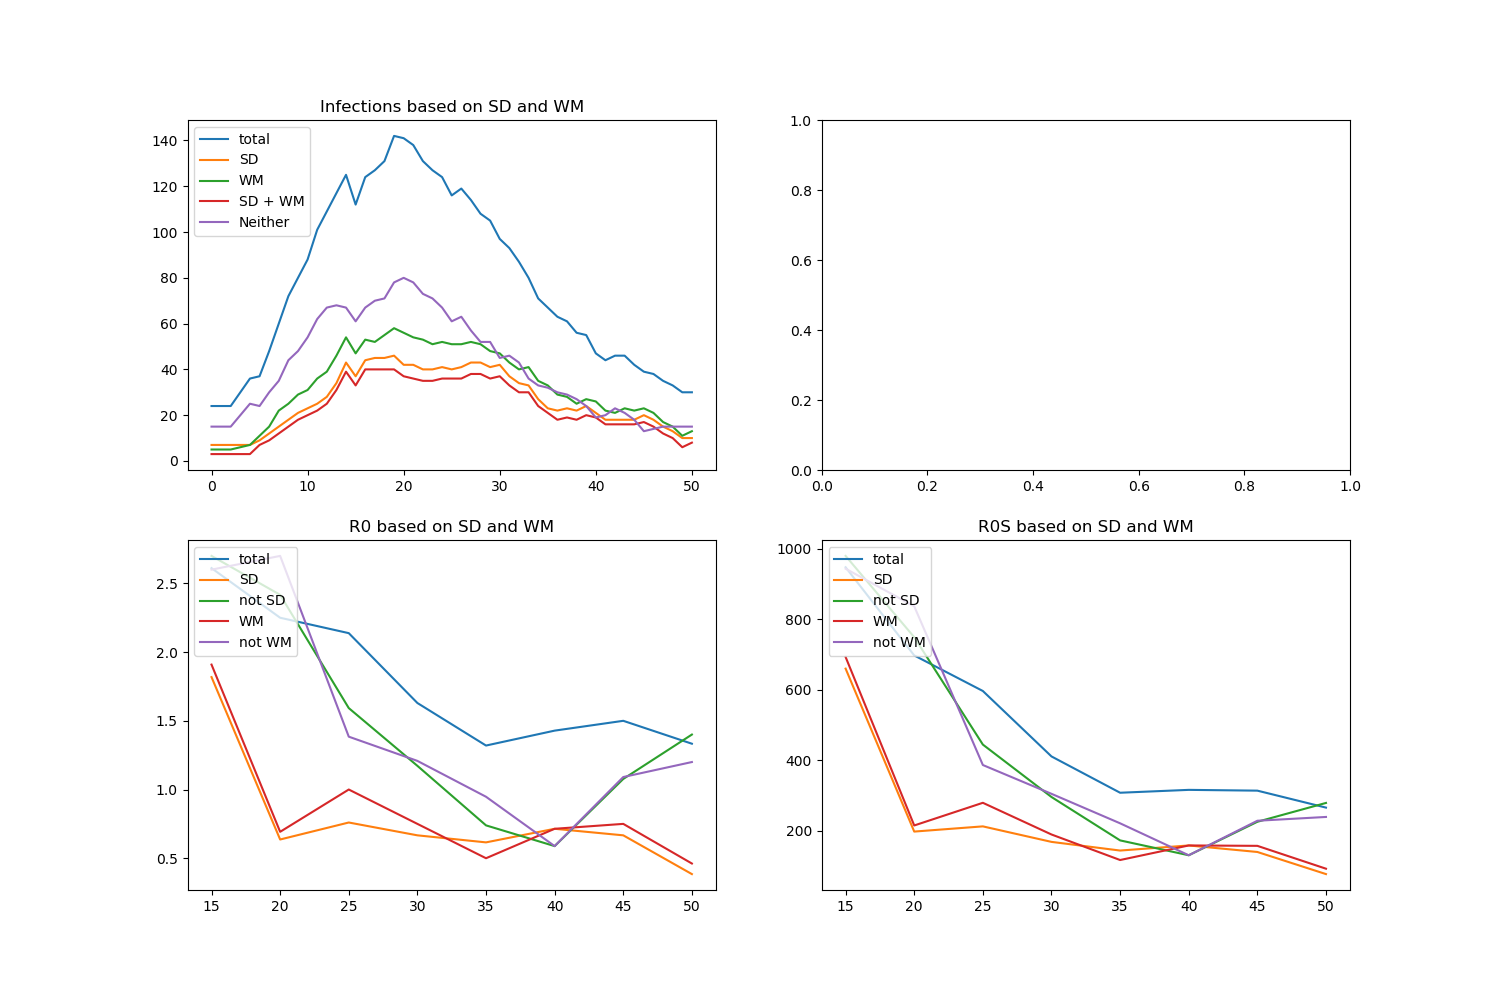 Infections based on SD and WM
140
120
100
80
60
40
20
0
total
SD
WM
SD + WM
Neither
0 10 20 30 40 50
1.0
0.8
0.6
0.4
0.2
0.0
0.0 0.2 0.4 0.6 0.8 1.0
R0 based on SD and WM
2.5
2.0
1.5
1.0
0.5
total
SD
not SD
WM
not WM
15 20 25 30 35 40 45 50
R0S based on SD and WM
1000
800
600
400
200
total
SD
not SD
WM
not WM
15 20 25 30 35 40 45 50